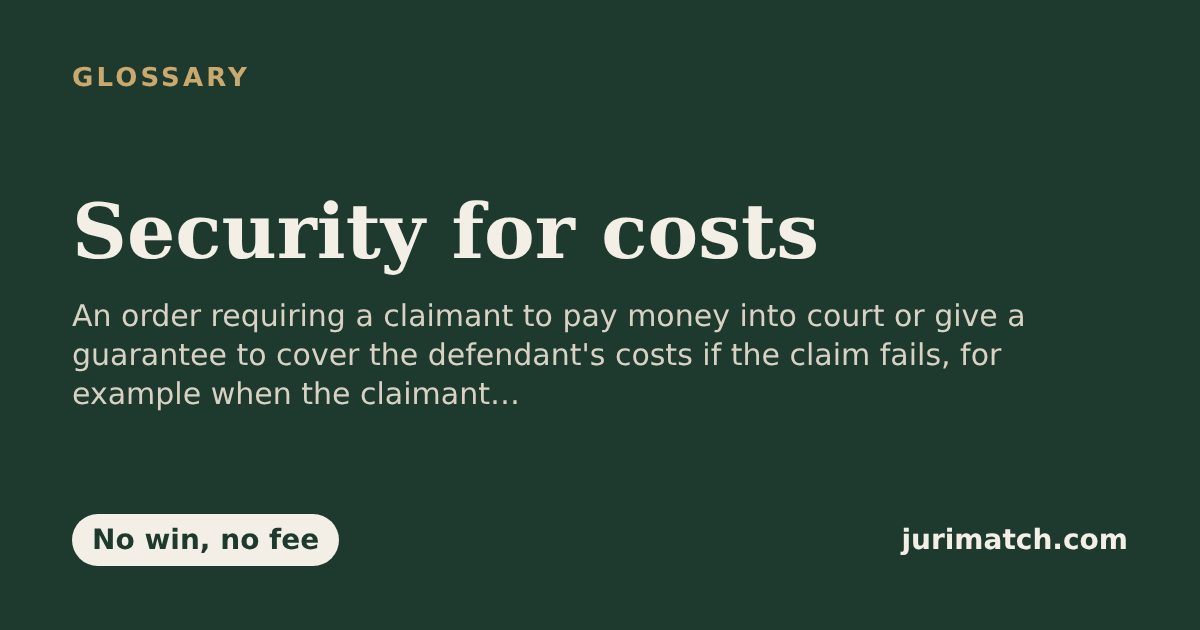 GLOSSARY
Security for costs
An order requiring a claimant to pay money into court or give a
guarantee to cover the defendant's costs if the claim fails, for
example when the claimant...
No win, no fee
jurimatch.com